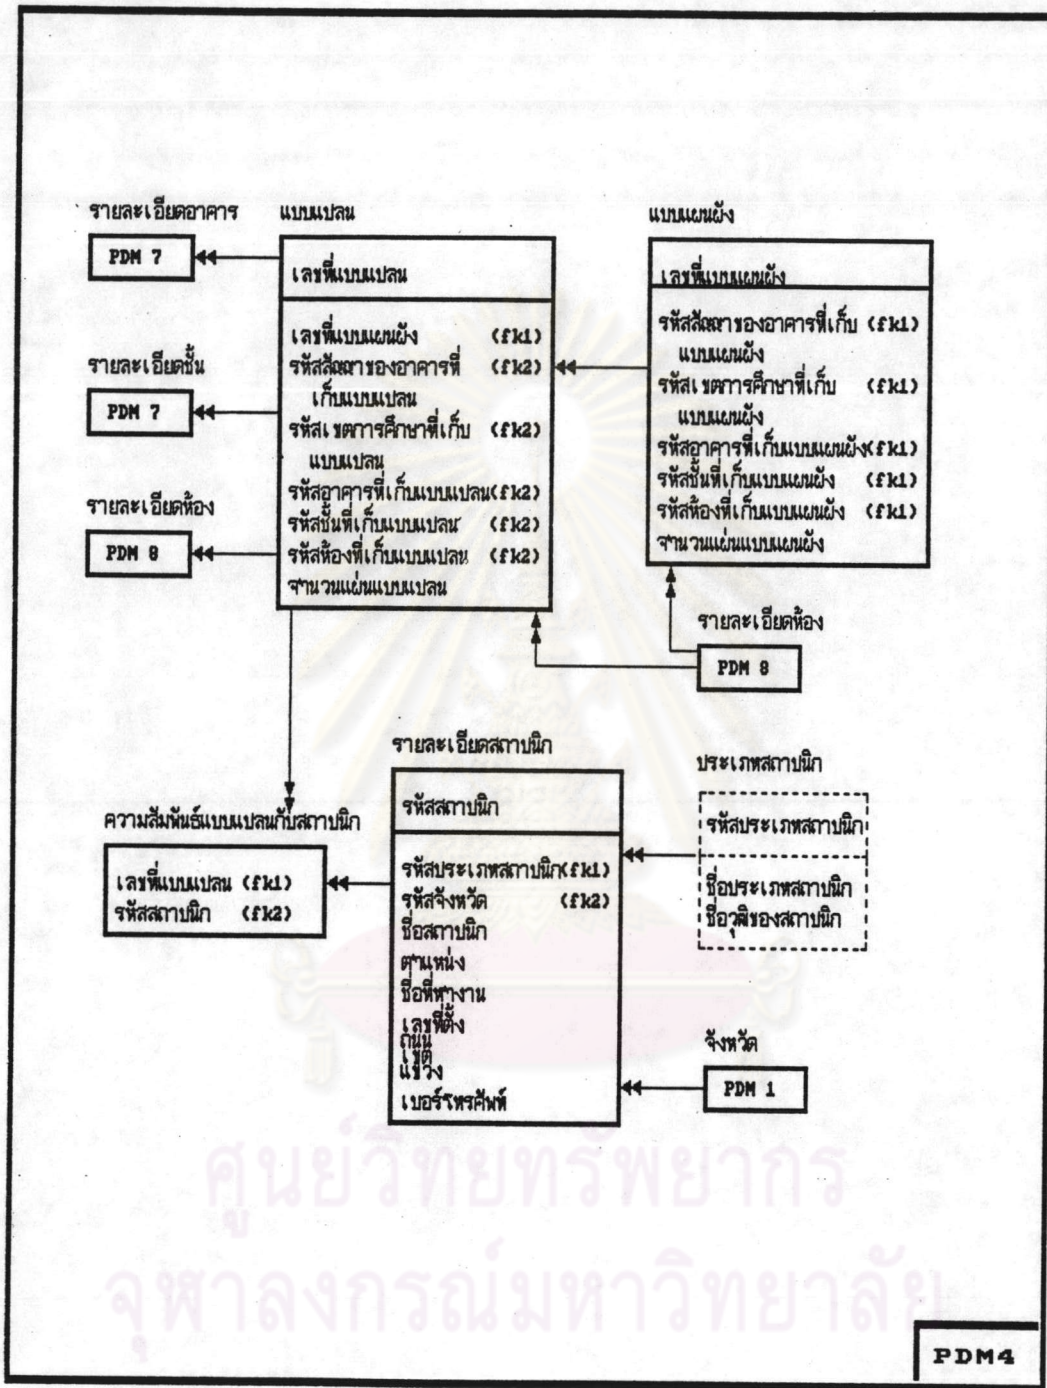 รายละเอียดอาคาร
PDM 7
รายละเอียดชั้น
PDM 7
รายละเอียดห้อง
PDM 8
แบบแปลน
เลขที่แบบแปลน
เลขที่แบบแผนผัง (fk1)
รหัสสัญญาของอาคารที่ (fk2)
เก็บแบบแปลน
รหัสเขตการศึกษาที่เก็บ (fk2)
แบบแปลน
รหัสอาคารที่เก็บแบบแปลน(fk2)
รหัสชั้นที่เก็บแบบแปลน (fk2)
รหัสห้องที่เก็บแบบแปลน (fk2)
จำนวนแผ่นแบบแปลน
แบบแผนผัง
เลขที่แบบแผนผัง
รหัสสัญญาของอาคารที่เก็บ (fk1)
แบบแผนผัง
รหัสเขตการศึกษาที่เก็บ (fk1)
แบบแผนผัง
รหัสอาคารที่เก็บแบบแผนผัง(fk1)
รหัสชั้นที่เก็บแบบแผนผัง (fk1)
รหัสห้องที่เก็บแบบแผนผัง (fk1)
จำนวนแผ่นแบบแผนผัง
รายละเอียดห้อง
PDM 8
ความสัมพันธ์แบบแปลนกับสถาปนิก
เลขที่แบบแปลน (fk1)
รหัสสถาปนิก (fk2)
รายละเอียดสถาปนิก
รหัสสถาปนิก
รหัสประเภทสถาปนิก(fk1)
รหัสจังหวัด (fk2)
ชื่อสถาปนิก
ตำแหน่ง
ชื่อที่ทำงาน
เลขที่ตั้ง
ถนน
เขต
แขวง
เบอร์โทรศัพท์
ประเภทสถาปนิก
รหัสประเภทสถาปนิก
ชื่อประเภทสถาปนิก
ชื่อวุฒิของสถาปนิก
จังหวัด
PDM 1
ศูนย์วิทยทรัพยากร
จุฬาลงกรณ์มหาวิทยาลัย
PDM4